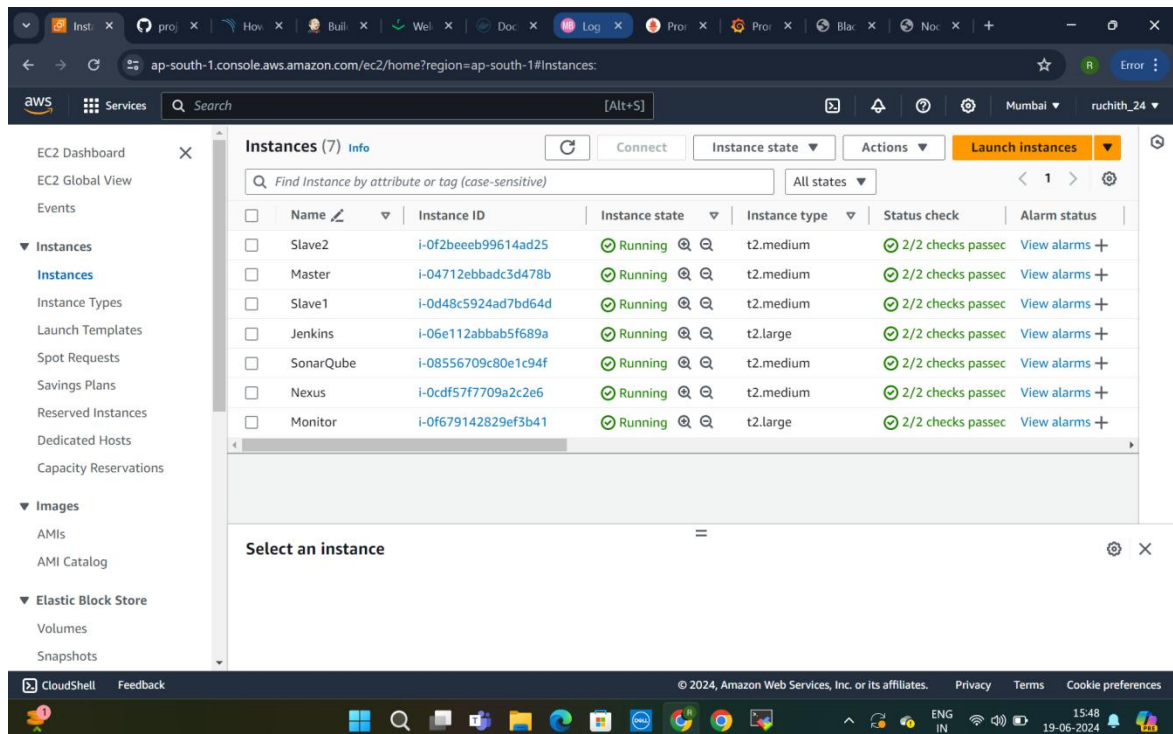 Inst
proj
How
Buil
Wel
Doc
MB Log
Pro
Pror
Blac
Noc
ap-south-1.console.aws.amazon.com/ec2/home?region=ap-south-1#Instances:
R
Error
aws
Services
Search
[Alt+S]
Mumbai
ruchith_24
EC2 Dashboard
EC2 Global View
Events
Instances
Instances
Instance Types
Launch Templates
Spot Requests
Savings Plans
Reserved Instances
Dedicated Hosts
Capacity Reservations
Images
AMIs
AMI Catalog
Elastic Block Store
Volumes
Snapshots
Instances (7) Info
Connect
Instance state
Actions
Launch instances
Find Instance by attribute or tag (case-sensitive)
All states
1
Name Instance ID Instance state Instance type Status check Alarm status
Slave2 i-0f2beeeb99614ad25 Running t2.medium 2/2 checks passec View alarms
Master i-04712ebbadc3d478b Running t2.medium 2/2 checks passec View alarms
Slave1 i-0d48c5924ad7bd64d Running t2.medium 2/2 checks passec View alarms
Jenkins i-06e112abbab5f689a Running t2.large 2/2 checks passec View alarms
SonarQube i-08556709c80e1c94f Running t2.medium 2/2 checks passec View alarms
Nexus i-0cdf57f7709a2c2e6 Running t2.medium 2/2 checks passec View alarms
Monitor i-0f679142829ef3b41 Running t2.large 2/2 checks passec View alarms
Select an instance
CloudShell Feedback
© 2024, Amazon Web Services, Inc. or its affiliates. Privacy Terms Cookie preferences
1
DELL
ENG
IN
15:48
19-06-2024
PRE